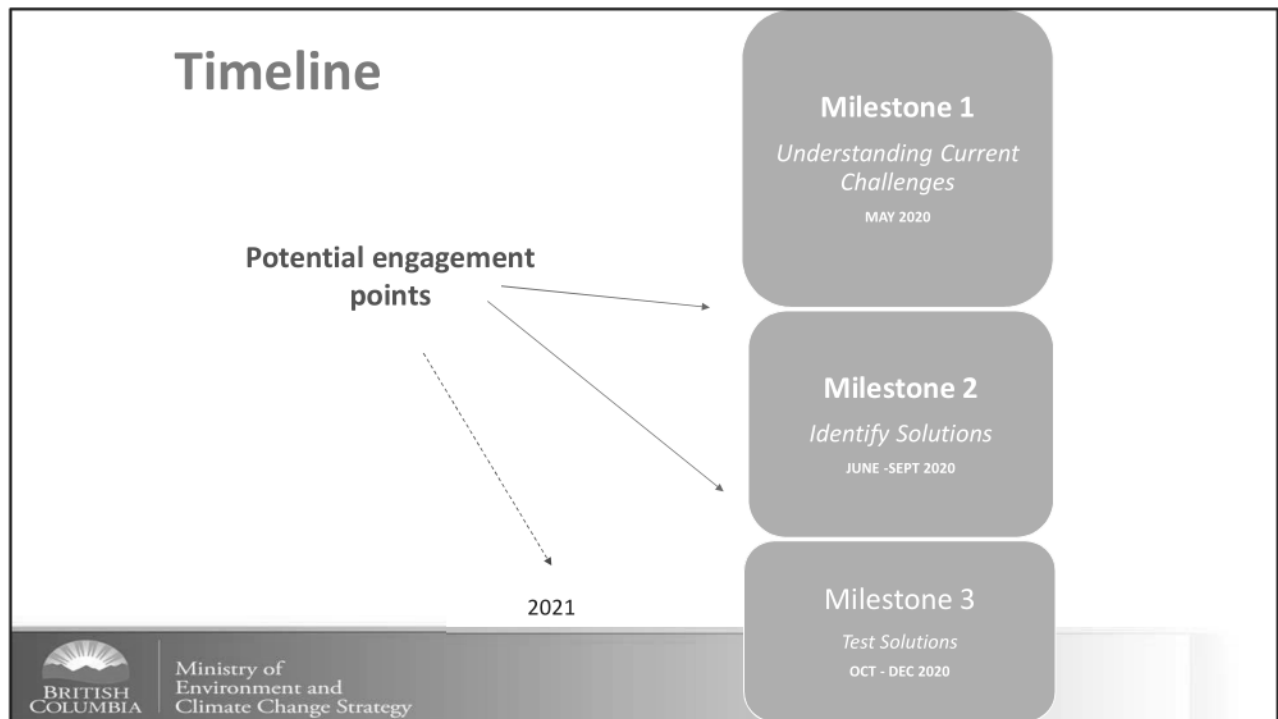 Timeline
Potential engagement
points
2021
Milestone 1
Understanding Current
Challenges
MAY 2020
Milestone 2
Identify Solutions
JUNE -SEPT 2020
Milestone 3
Test Solutions
OCT - DEC 2020
BRITISH
COLUMBIA
Ministry of
Environment and
Climate Change Strategy